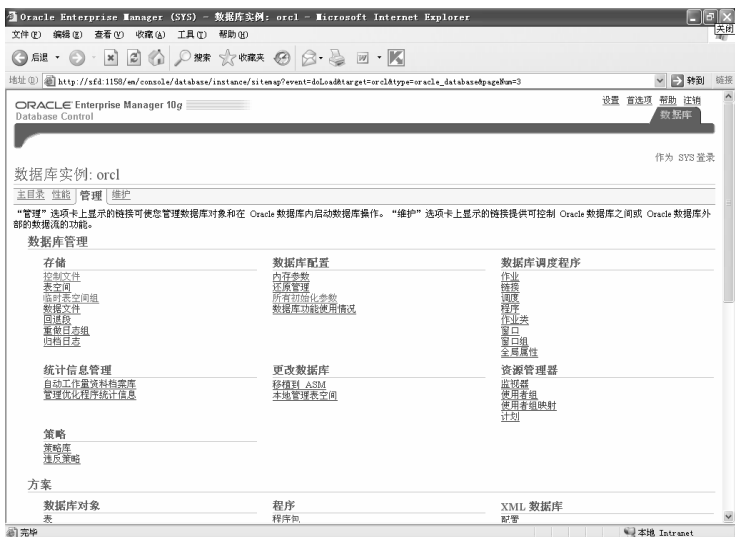 Oracle Enterprise Manager (SYS) - 数据库实例: orcl - Microsoft Internet Explorer
关闭
文件(F) 编辑(E) 查看(V) 收藏(A) 工具(T) 帮助(H)
后退 搜索 收藏夹
地址(D) http://sfd:1158/em/console/database/instance/sitemap?event=doLoad&target=orcl&type=oracle_database&pageNum=3 转到 链接
ORACLE Enterprise Manager 10g
Database Control
设置 首选项 帮助 注销
数据库
作为 SYS 登录
数据库实例: orcl
主目录 性能 管理 维护
“管理”选项卡上显示的链接可使您管理数据库对象和在 Oracle 数据库内启动数据库操作。“维护”选项卡上显示的链接提供可控制 Oracle 数据库之间或 Oracle 数据库外
部的数据流的功能。
数据库管理
存储
控制文件
表空间
临时表空间组
数据文件
回退段
重做日志组
归档日志
数据库配置
内存参数
还原管理
所有初始化参数
数据库功能使用情况
数据库调度程序
作业
链接
调度
程序
作业类
窗口
窗口组
全局属性
统计信息管理
自动工作量资料档案库
管理优化程序统计信息
更改数据库
移植到 ASM
本地管理表空间
资源管理器
监视器
使用者组
使用者组映射
计划
策略
策略库
违反策略
方案
数据库对象
表
程序
程序包
XML 数据库
配置
完毕
本地 Intranet